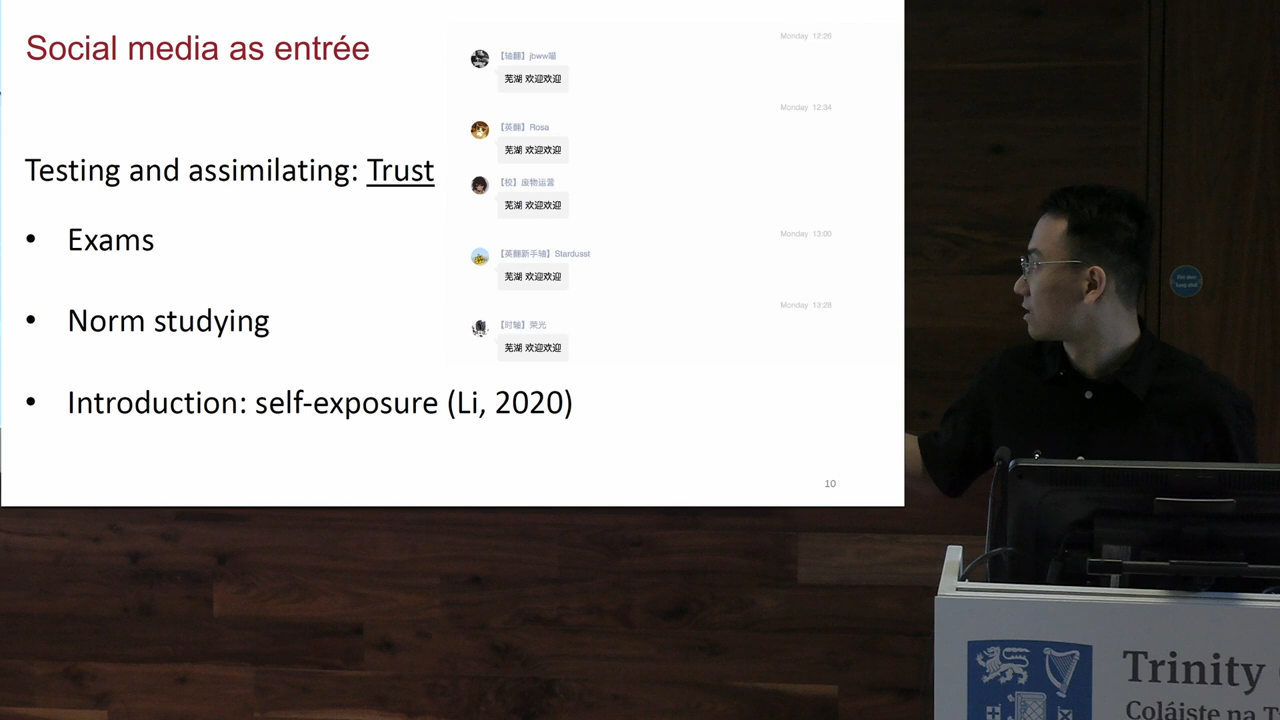 Social media as entrée
Testing and assimilating: Trust
• Exams
• Norm studying
• Introduction: self-exposure (Li, 2020)
Monday 12:26
【轴翻】jbww喵
芜湖 欢迎欢迎
Monday 12:34
【英翻】Rosa
芜湖 欢迎欢迎
【校】废物运营
芜湖 欢迎欢迎
Monday 13:00
【英翻新手轴】Stardusst
芜湖 欢迎欢迎
Monday 13:28
【时轴】荣光
芜湖 欢迎欢迎
10
Trinity
Coláiste na T